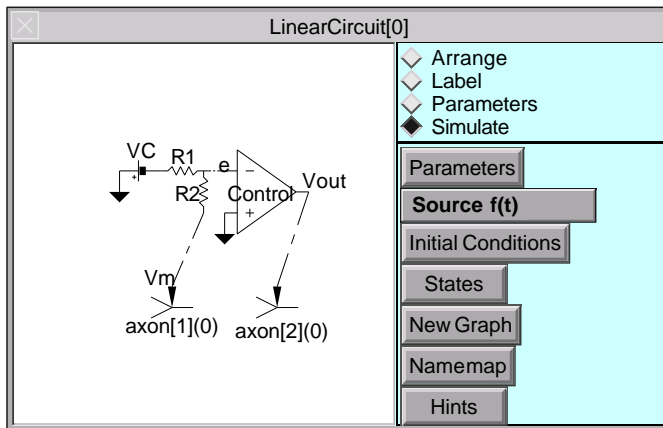 LinearCircuit[0]
Arrange
Label
Parameters
Simulate
VC
R1
e
−
R2
Control
Vout
+
+
Vm
axon[1](0)
axon[2](0)
Parameters
Source f(t)
Initial Conditions
States
New Graph
Namemap
Hints